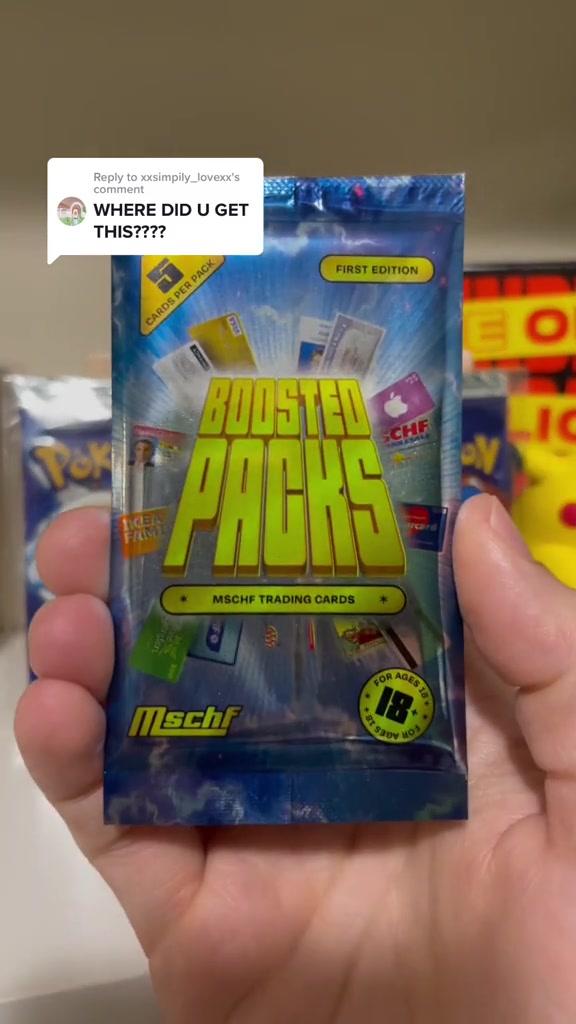 Reply to xxsimpily_lovexx's
comment
WHERE DID U GET
THIS????
5
CARDS PER PACK
FIRST EDITION
BOOSTED
PACKS
MSCHF TRADING CARDS
Mschf
FOR AGES 18+
18+
FOR AGES 18+